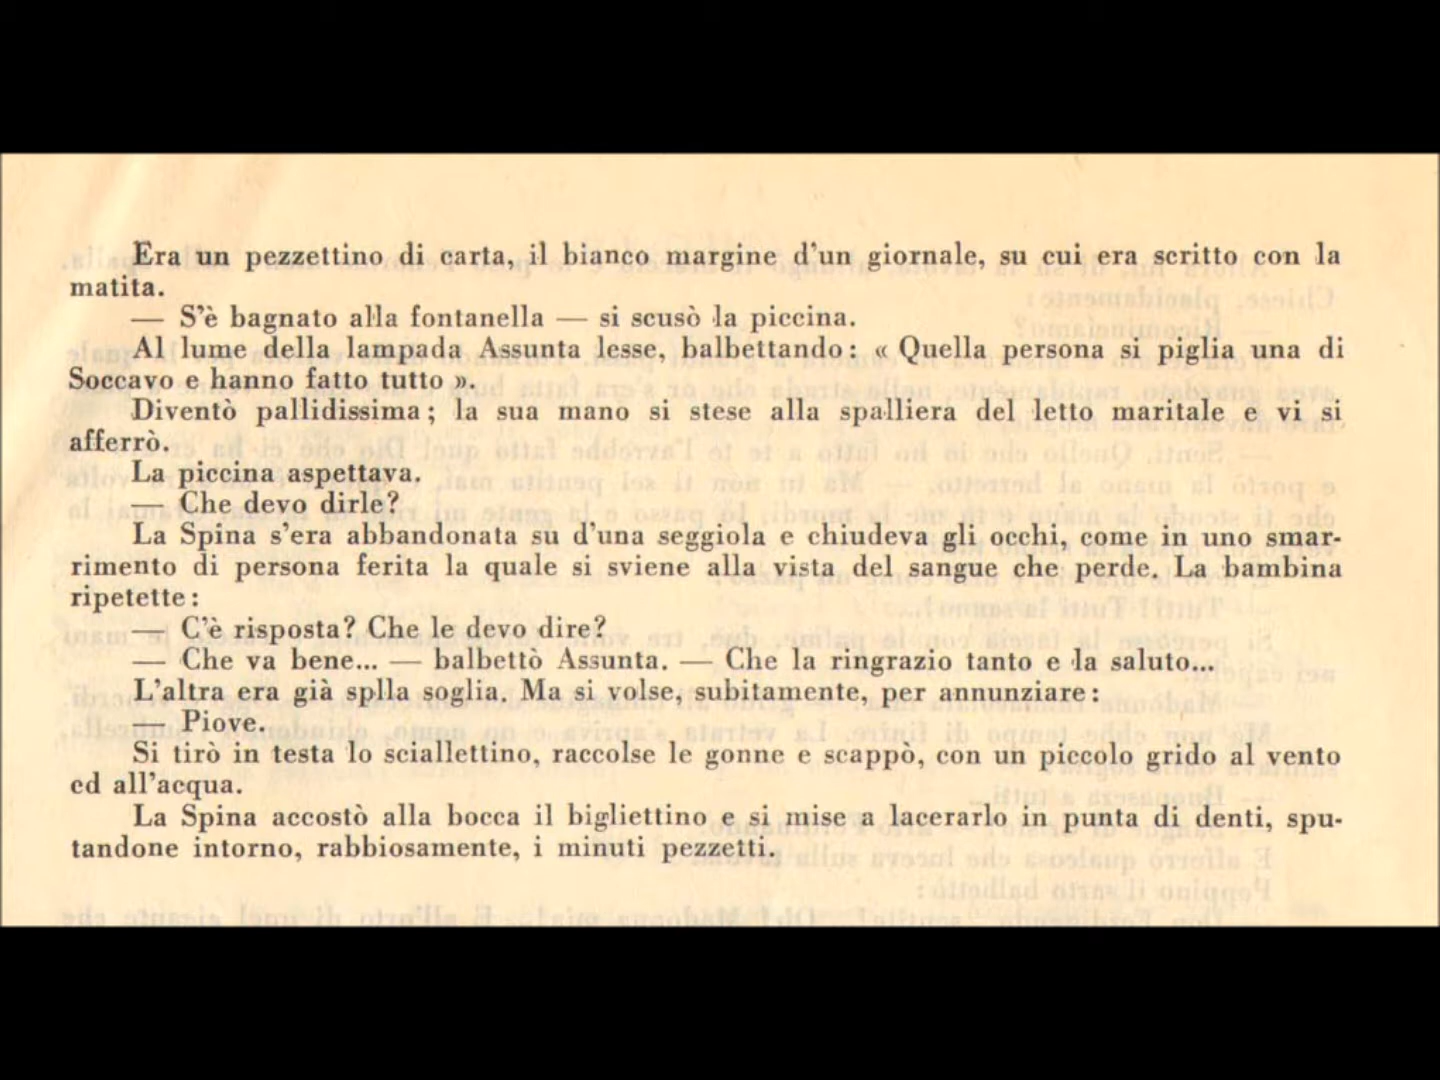 Era un pezzettino di carta, il bianco margine d'un giornale, su cui era scritto con la
matita.
— S'è bagnato alla fontanella — si scusò la piccina.
Al lume della lampada Assunta lesse, balbettando: « Quella persona si piglia una di
Soccavo e hanno fatto tutto ».
Diventò pallidissima; la sua mano si stese alla spalliera del letto maritale e vi si
afferrò.
La piccina aspettava.
— Che devo dirle?
La Spina s'era abbandonata su d'una seggiola e chiudeva gli occhi, come in uno smar-
rimento di persona ferita la quale si sviene alla vista del sangue che perde. La bambina
ripetette:
— C'è risposta? Che le devo dire?
— Che va bene... — balbettò Assunta. — Che la ringrazio tanto e la saluto...
L'altra era già splla soglia. Ma si volse, subitamente, per annunziare:
— Piove.
Si tirò in testa lo sciallettino, raccolse le gonne e scappò, con un piccolo grido al vento
ed all'acqua.
La Spina accostò alla bocca il bigliettino e si mise a lacerarlo in punta di denti, spu-
tandone intorno, rabbiosamente, i minuti pezzetti.